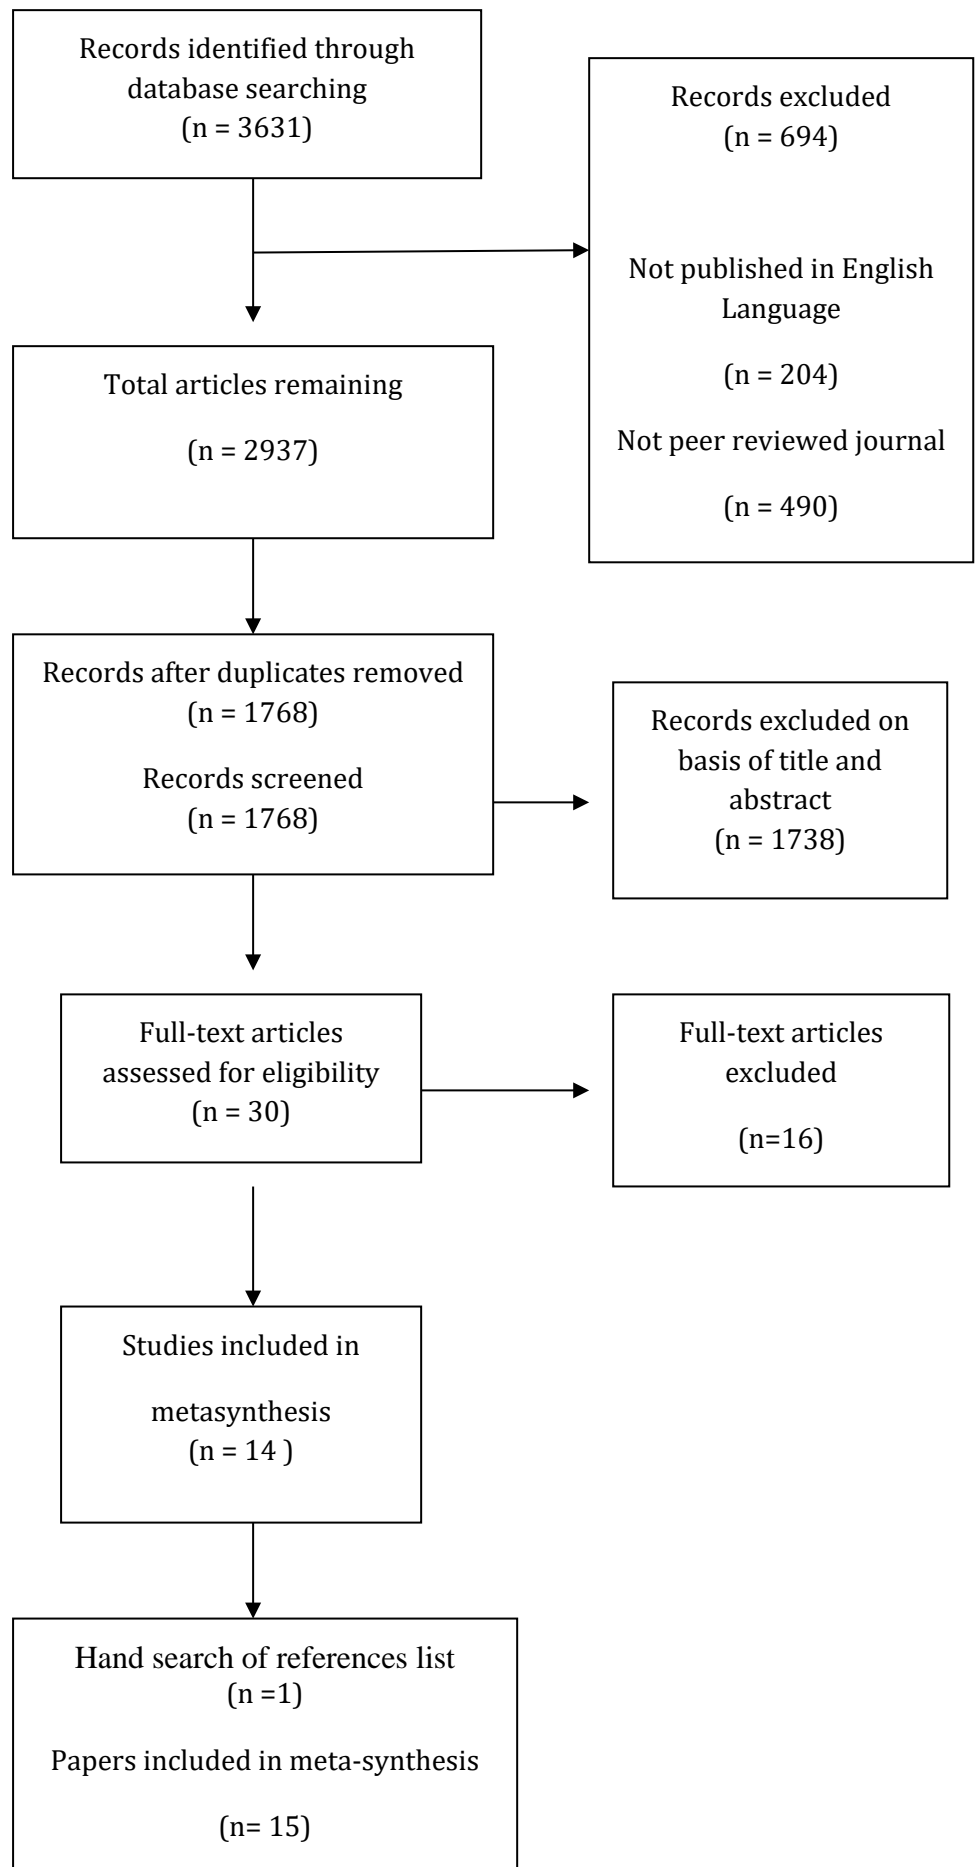 Records identified through
database searching
(n = 3631)
Records excluded
(n = 694)
Not published in English
Language
(n = 204)
Not peer reviewed journal
(n = 490)
Total articles remaining
(n = 2937)
Records after duplicates removed
(n = 1768)
Records screened
(n = 1768)
Records excluded on
basis of title and
abstract
(n = 1738)
Full-text articles
assessed for eligibility
(n = 30)
Full-text articles
excluded
(n=16)
Studies included in
metasynthesis
(n = 14 )
Hand search of references list
(n =1)
Papers included in meta-synthesis
(n= 15)